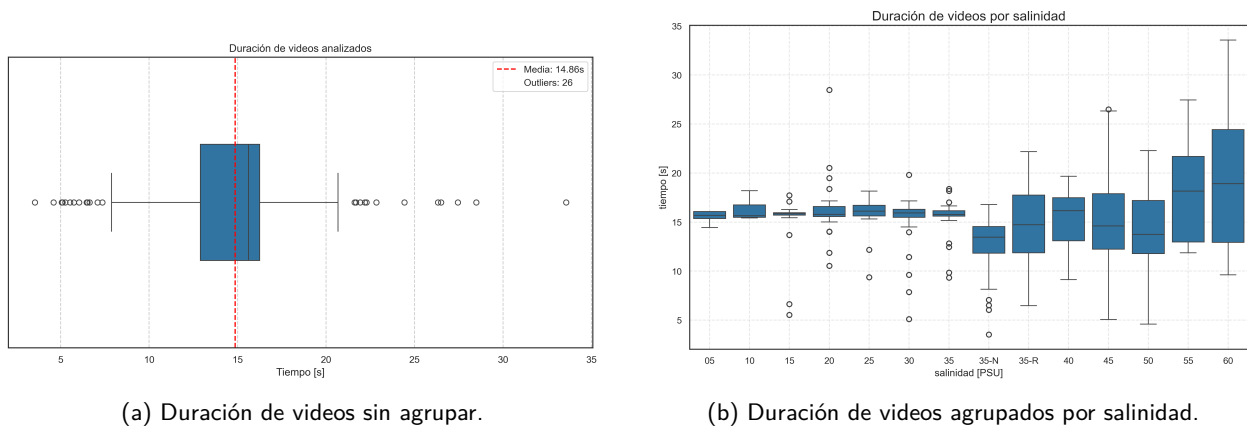 Duración de videos analizados
Media: 14.86s
Outliers: 26
5 10 15 20 25 30 35
Tiempo [s]
(a) Duración de videos sin agrupar.
Duración de videos por salinidad
35
30
25
20
15
10
5
tiempo [s]
05 10 15 20 25 30 35 35-N 35-R 40 45 50 55 60
salinidad [PSU]
(b) Duración de videos agrupados por salinidad.